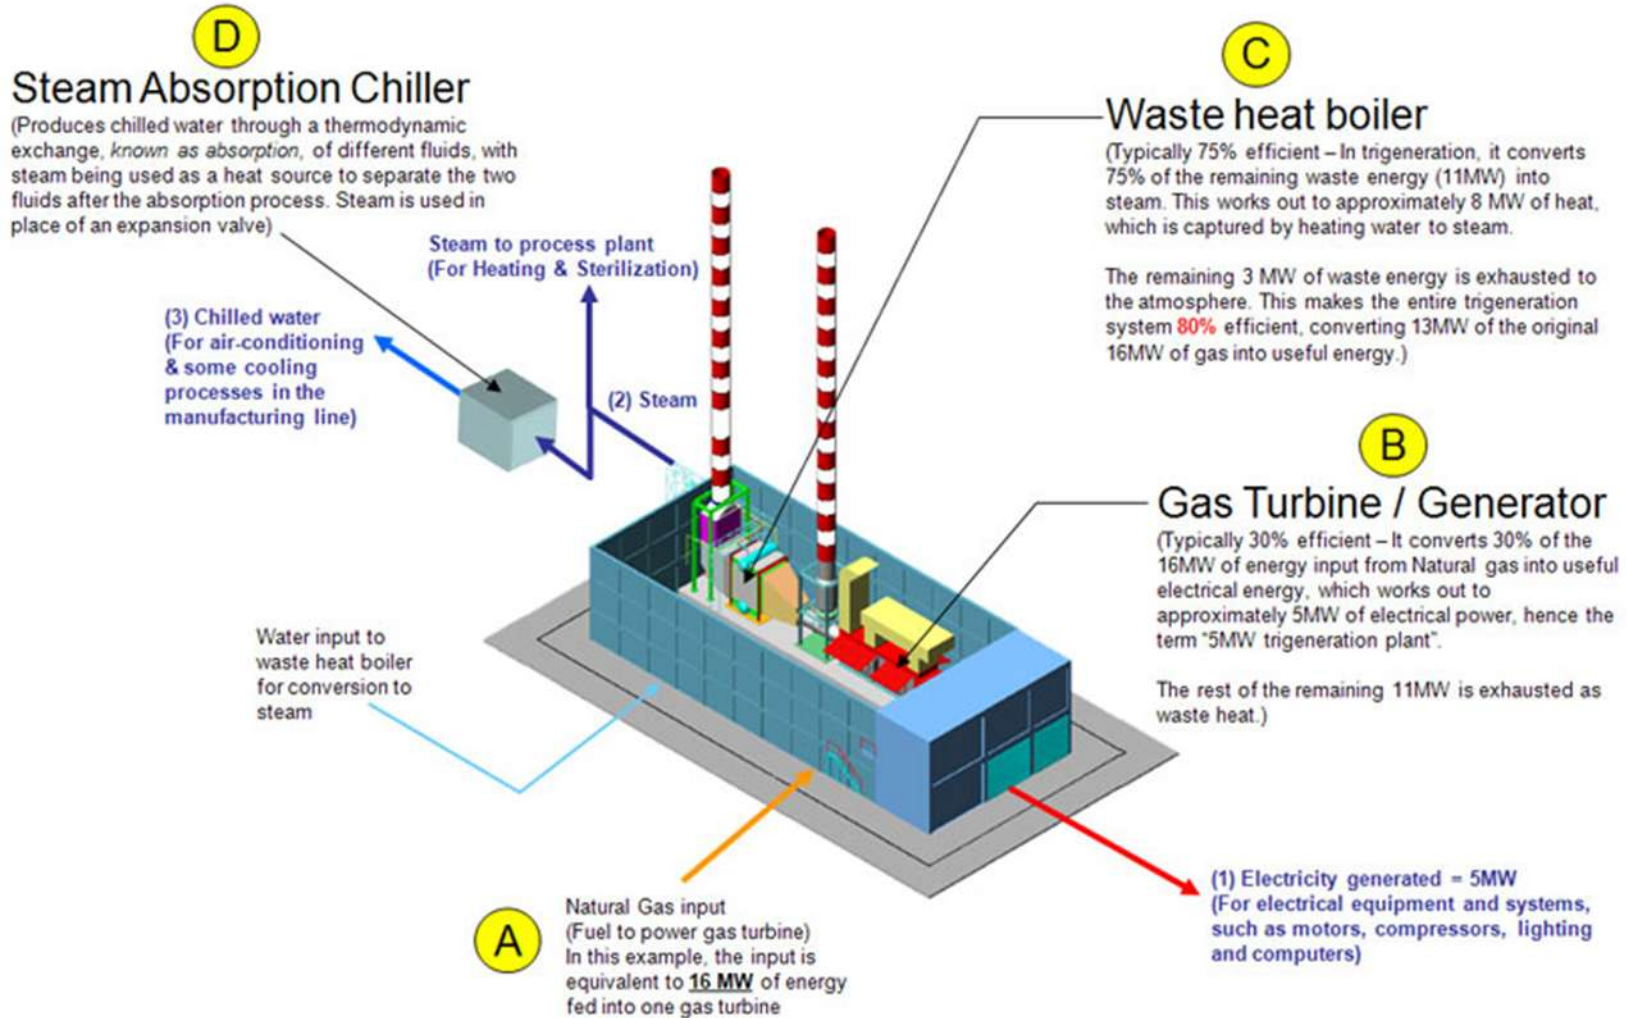 D
Steam Absorption Chiller
(Produces chilled water through a thermodynamic
exchange, known as absorption, of different fluids, with
steam being used as a heat source to separate the two
fluids after the absorption process. Steam is used in
place of an expansion valve)
C
Waste heat boiler
(Typically 75% efficient – In trigeneration, it converts
75% of the remaining waste energy (11MW) into
steam. This works out to approximately 8 MW of heat,
which is captured by heating water to steam.
The remaining 3 MW of waste energy is exhausted to
the atmosphere. This makes the entire trigeneration
system 80% efficient, converting 13MW of the original
16MW of gas into useful energy.)
Steam to process plant
(For Heating & Sterilization)
(3) Chilled water
(For air-conditioning
& some cooling
processes in the
manufacturing line)
(2) Steam
B
Gas Turbine / Generator
(Typically 30% efficient – It converts 30% of the
16MW of energy input from Natural gas into useful
electrical energy, which works out to
approximately 5MW of electrical power, hence the
term “5MW trigeneration plant”.
The rest of the remaining 11MW is exhausted as
waste heat.)
Water input to
waste heat boiler
for conversion to
steam
A
Natural Gas input
(Fuel to power gas turbine)
In this example, the input is
equivalent to 16 MW of energy
fed into one gas turbine
(1) Electricity generated = 5MW
(For electrical equipment and systems,
such as motors, compressors, lighting
and computers)